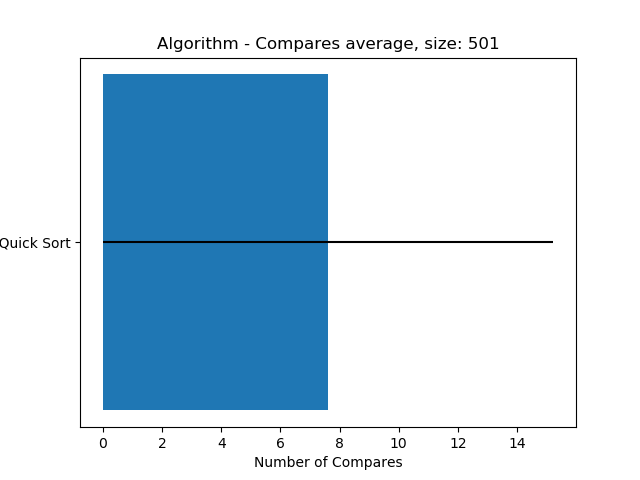 Algorithm - Compares average, size: 501
Quick Sort
0 2 4 6 8 10 12 14
Number of Compares